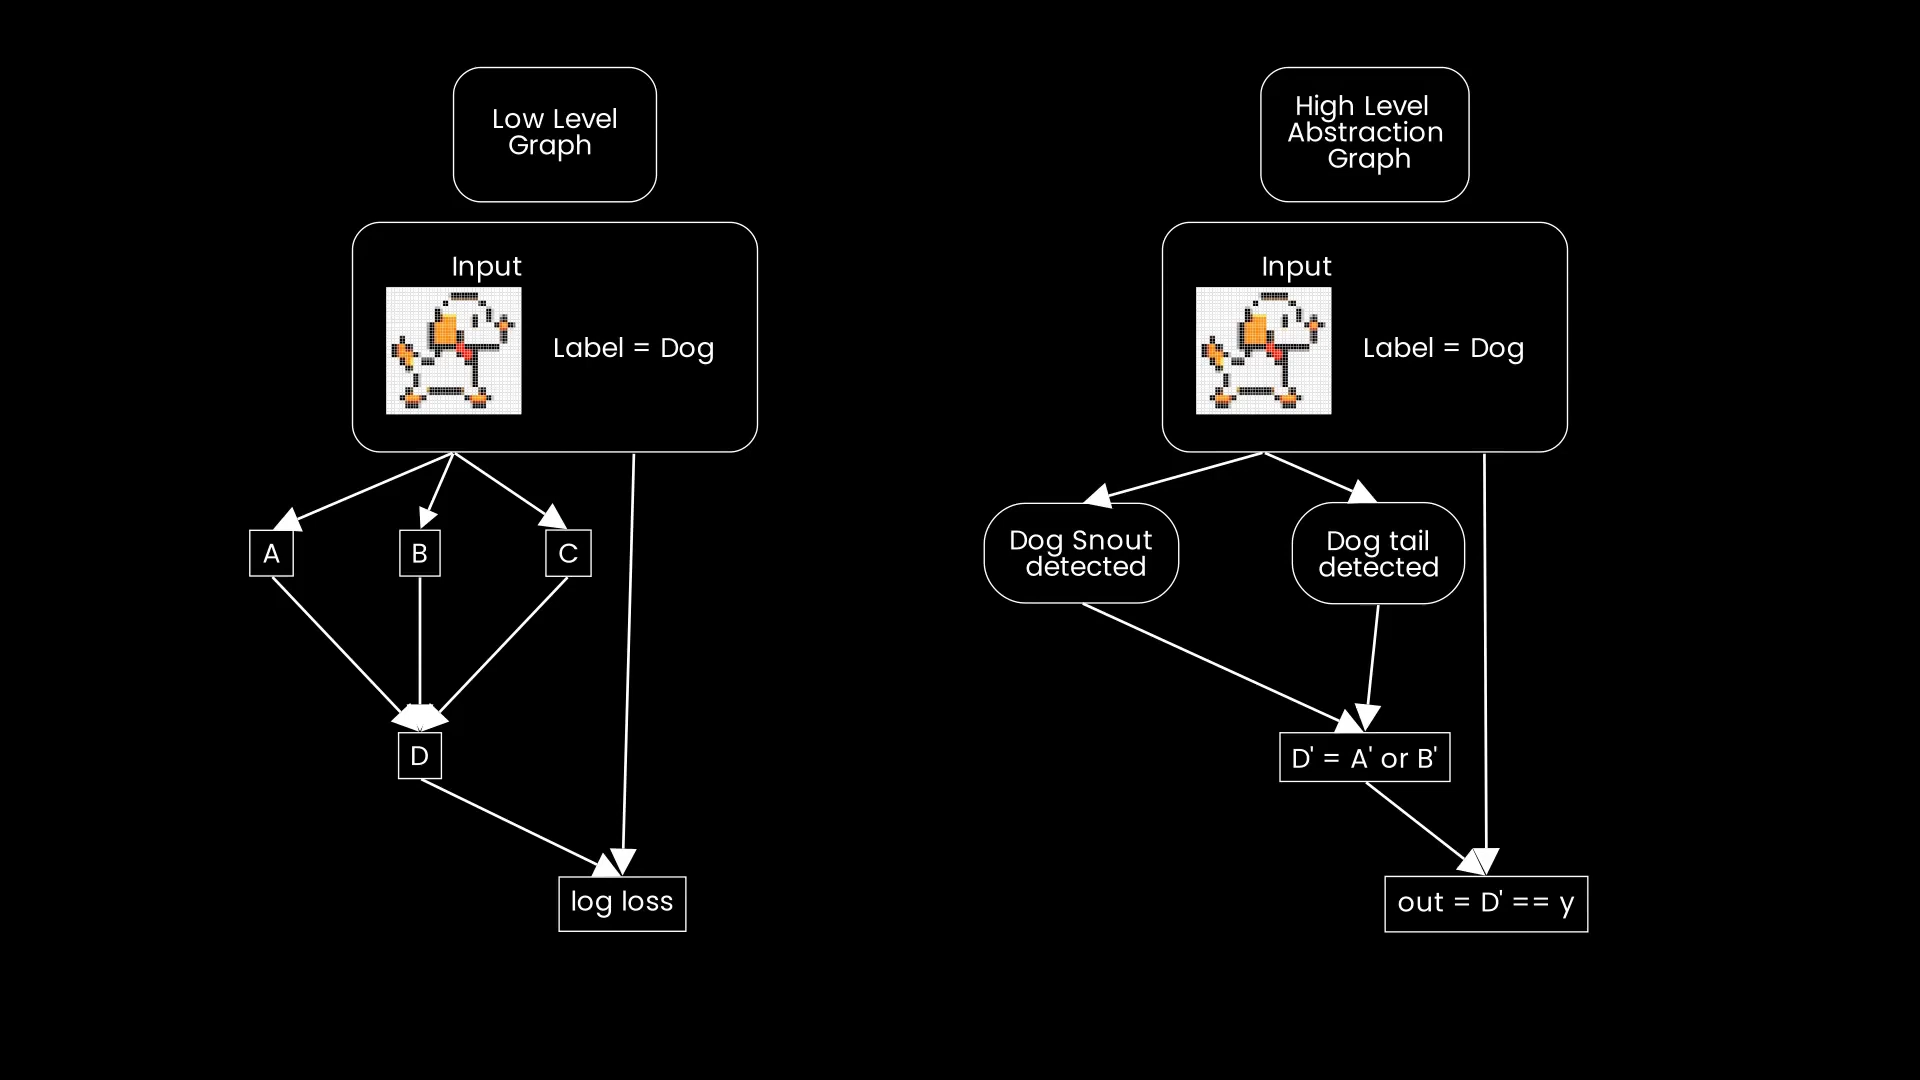 Low Level
Graph
Input
Label = Dog
A
B
C
D
log loss
High Level
Abstraction
Graph
Input
Label = Dog
Dog Snout
detected
Dog tail
detected
D' = A' or B'
out = D' == y